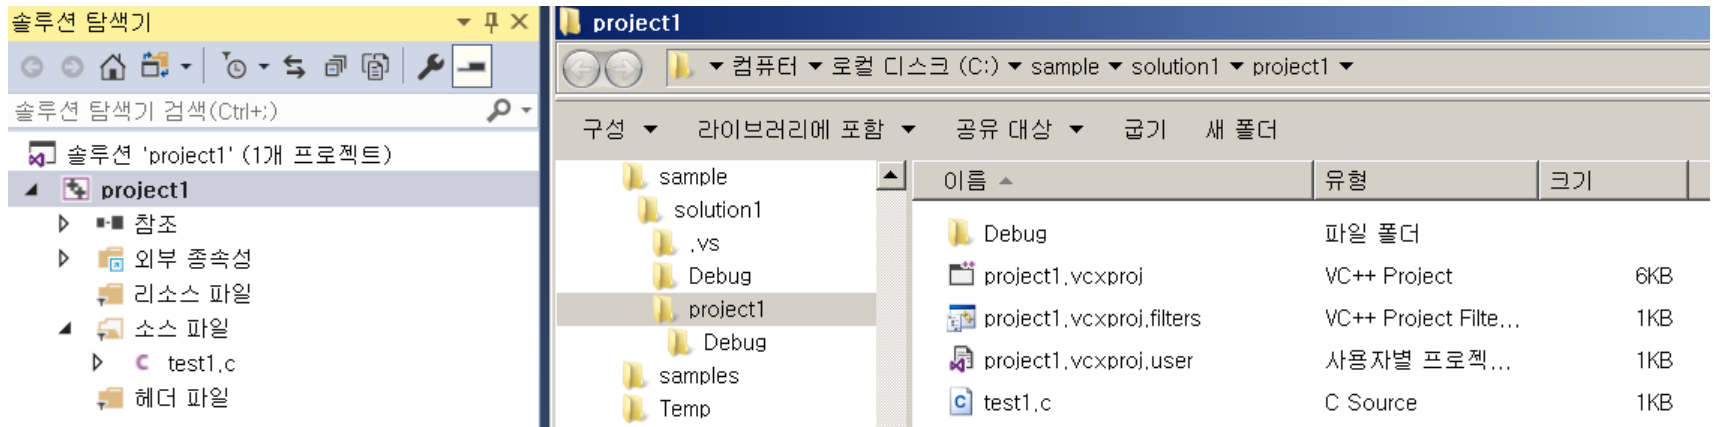 솔루션 탐색기
솔루션 탐색기 검색(Ctrl+;)
솔루션 'project1' (1개 프로젝트)
project1
참조
외부 종속성
리소스 파일
소스 파일
test1.c
헤더 파일
project1
컴퓨터 ▼ 로컬 디스크 (C:) ▼ sample ▼ solution1 ▼ project1 ▼
구성 ▼ 라이브러리에 포함 ▼ 공유 대상 ▼ 굽기 새 폴더
sample
solution1
.vs
Debug
project1
Debug
samples
Temp
이름 유형 크기
Debug 파일 폴더
project1.vcxproj VC++ Project 6KB
project1.vcxproj.filters VC++ Project Filte... 1KB
project1.vcxproj.user 사용자별 프로젝... 1KB
test1.c C Source 1KB